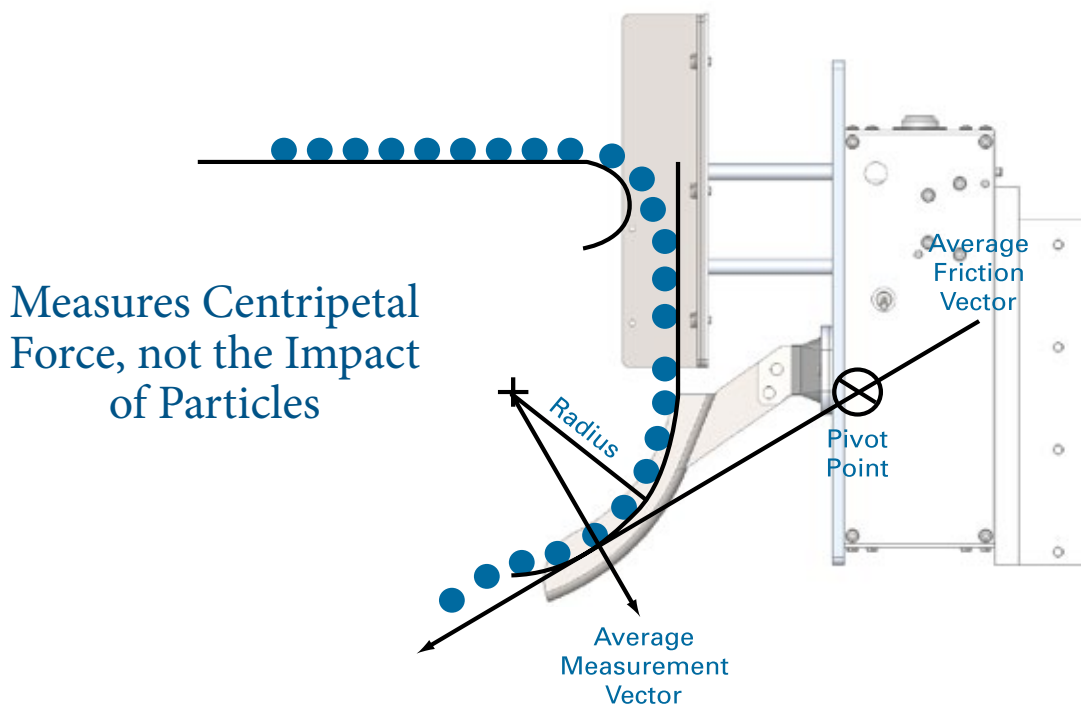 Measures Centripetal
Force, not the Impact
of Particles
Average
Friction
Vector
Radius
Pivot
Point
Average
Measurement
Vector